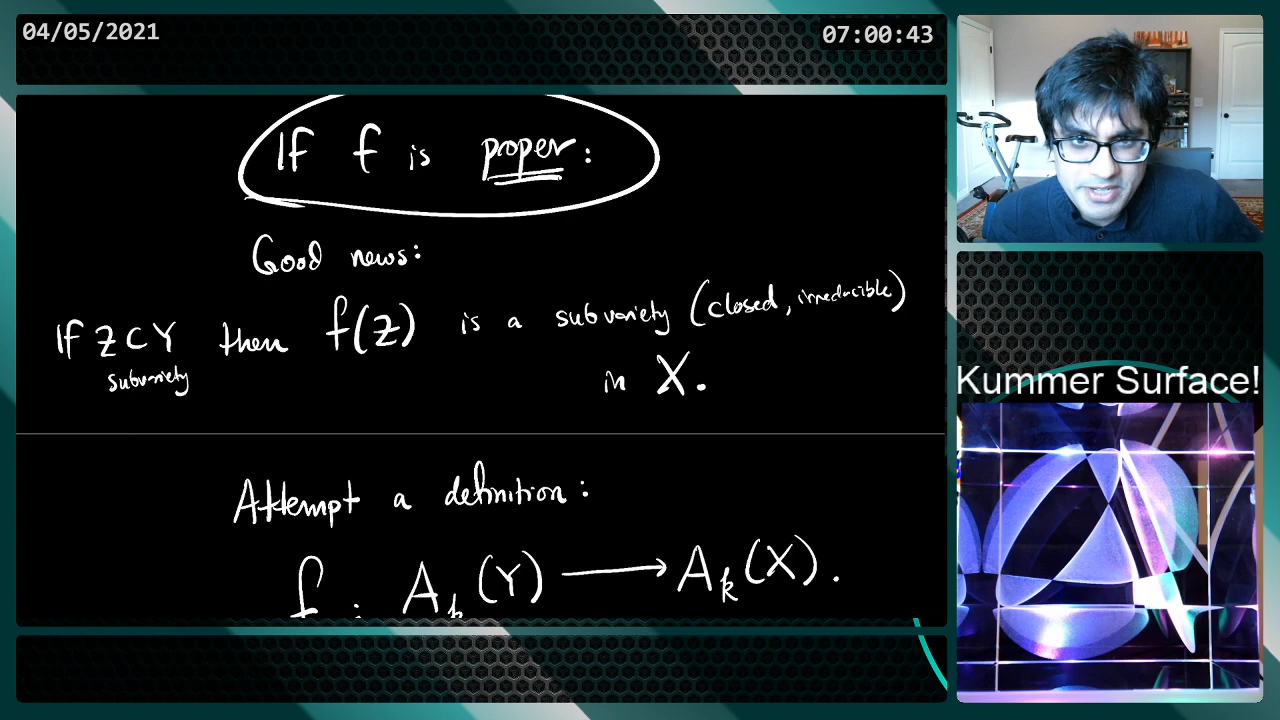 04/05/2021
07:00:43
If f is proper:
Good news:
If Z ⊂ Y then f(Z) is a subvariety (closed, irreducible)
subvariety
in X.
Attempt a definition:
f : A_k(Y) ⟶ A_k(X).
Kummer Surface!